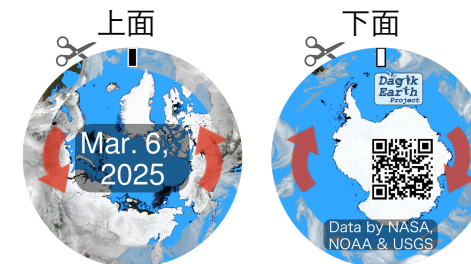 上面
下面
Mar. 6,
2025
Dagik
Earth
Project
Data by NASA,
NOAA & USGS